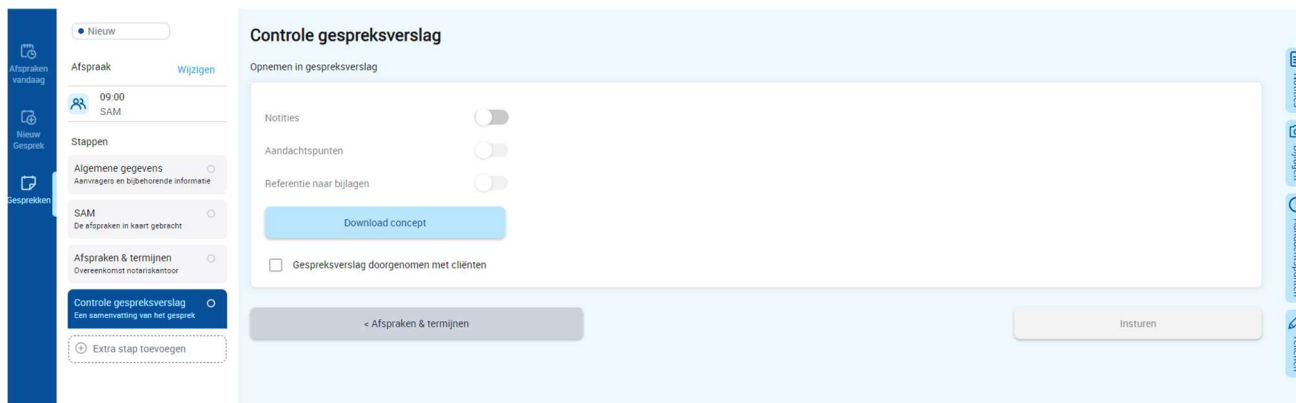 Afspraken
vandaag
Nieuw
Gesprek
Gesprekken
Nieuw
Afspraak
Wijzigen
09:00
SAM
Stappen
Algemene gegevens
Aanvragers en bijbehorende informatie
SAM
De afspraken in kaart gebracht
Afspraken & termijnen
Overeenkomst notariskantoor
Controle gespreksverslag
Een samenvatting van het gesprek
Extra stap toevoegen
Controle gespreksverslag
Opnemen in gespreksverslag
Notities
Aandachtspunten
Referentie naar bijlagen
Download concept
Gespreksverslag doorgenomen met cliënten
< Afspraken & termijnen
Insturen
Notities
Bijlagen
Aandachtspunten